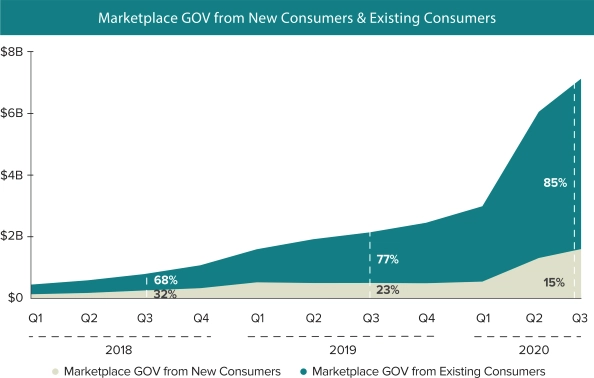 Marketplace GOV from New Consumers & Existing Consumers
$8B
$6B
$4B
$2B
$0
85%
15%
77%
23%
68%
32%
Q1 Q2 Q3 Q4 Q1 Q2 Q3 Q4 Q1 Q2 Q3
2018 2019 2020
Marketplace GOV from New Consumers Marketplace GOV from Existing Consumers